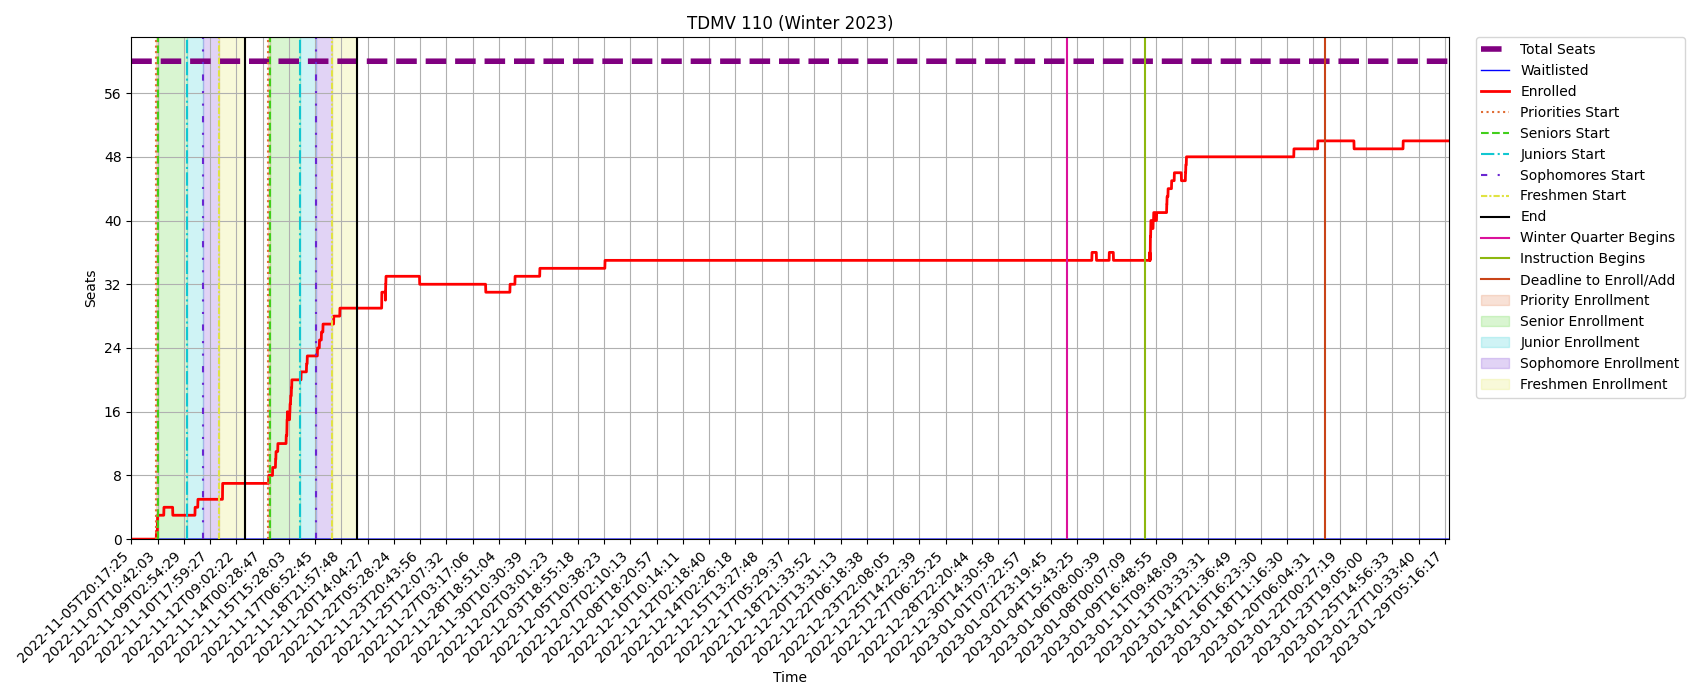 TDMV 110 (Winter 2023)
Seats
56
48
40
32
24
16
8
0
2022-11-05T20:17:25
2022-11-07T10:42:03
2022-11-09T02:54:29
2022-11-10T17:59:27
2022-11-12T09:02:22
2022-11-14T00:28:47
2022-11-15T15:28:03
2022-11-17T06:52:45
2022-11-18T21:57:48
2022-11-20T14:04:27
2022-11-22T05:28:24
2022-11-23T20:43:56
2022-11-25T12:07:32
2022-11-27T03:17:06
2022-11-28T18:51:04
2022-11-30T10:30:39
2022-12-02T03:01:23
2022-12-03T18:55:18
2022-12-05T10:38:23
2022-12-07T02:10:13
2022-12-08T18:20:57
2022-12-10T10:14:11
2022-12-12T02:18:40
2022-12-14T02:26:18
2022-12-15T13:27:48
2022-12-17T05:29:37
2022-12-18T21:33:52
2022-12-20T13:31:13
2022-12-22T06:18:38
2022-12-23T22:08:05
2022-12-25T14:22:39
2022-12-27T06:25:25
2022-12-28T22:20:44
2022-12-30T14:30:58
2023-01-01T07:22:57
2023-01-02T23:19:45
2023-01-04T15:43:25
2023-01-06T08:00:39
2023-01-08T00:07:09
2023-01-09T16:48:55
2023-01-11T09:48:09
2023-01-13T03:33:31
2023-01-14T21:36:49
2023-01-16T16:23:30
2023-01-18T11:16:30
2023-01-20T06:04:31
2023-01-22T00:27:19
2023-01-23T19:05:00
2023-01-25T14:56:33
2023-01-27T10:33:40
2023-01-29T05:16:17
Time
Total Seats
Waitlisted
Enrolled
Priorities Start
Seniors Start
Juniors Start
Sophomores Start
Freshmen Start
End
Winter Quarter Begins
Instruction Begins
Deadline to Enroll/Add
Priority Enrollment
Senior Enrollment
Junior Enrollment
Sophomore Enrollment
Freshmen Enrollment